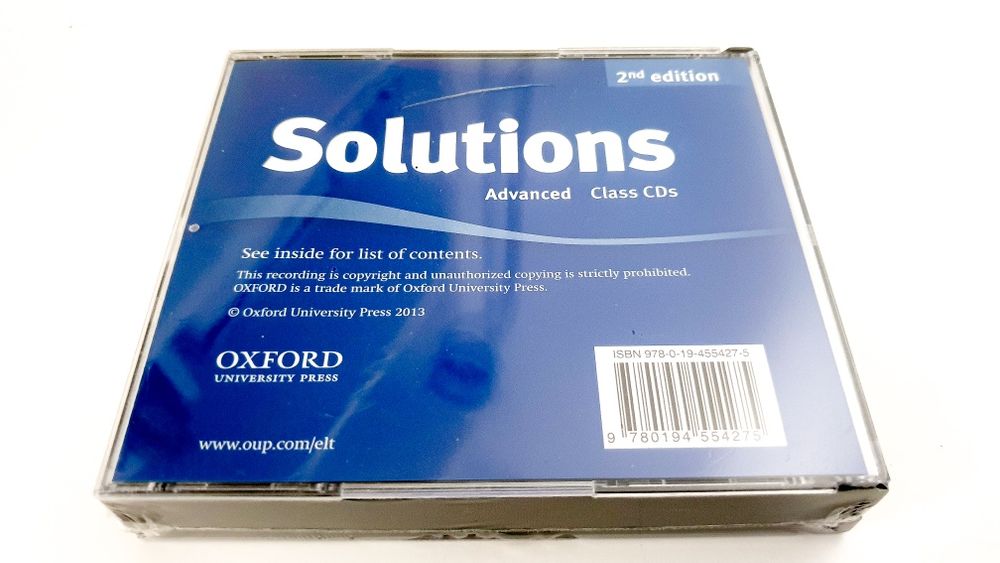 2nd edition
Solutions
Advanced Class CDs
See inside for list of contents.
This recording is copyright and unauthorized copying is strictly prohibited.
OXFORD is a trade mark of Oxford University Press.
© Oxford University Press 2013
OXFORD
UNIVERSITY PRESS
www.oup.com/elt
ISBN 978-0-19-455427-5
9 780194 554275